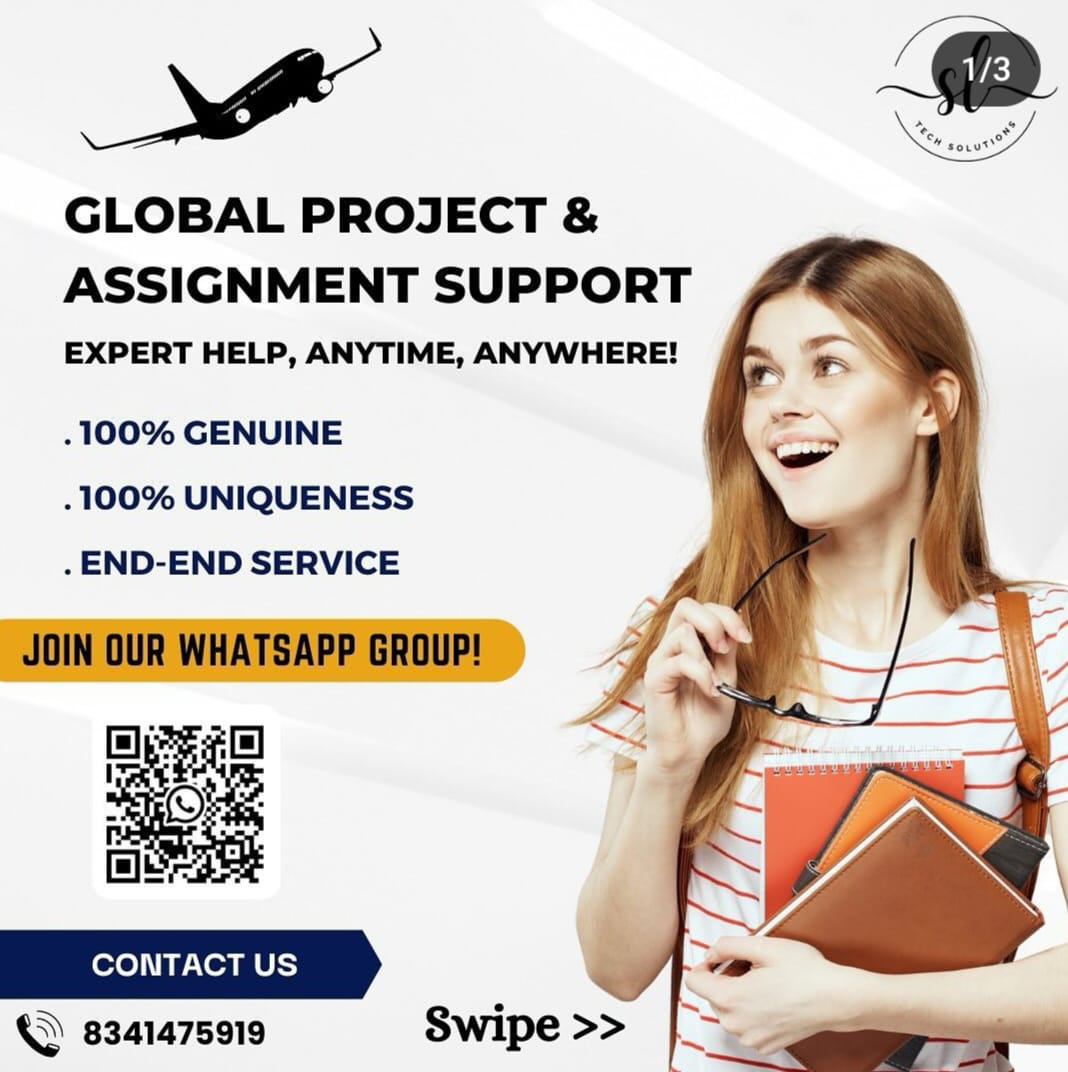 sl
1/3
TECH SOLUTIONS
GLOBAL PROJECT &
ASSIGNMENT SUPPORT
EXPERT HELP, ANYTIME, ANYWHERE!
. 100% GENUINE
. 100% UNIQUENESS
. END-END SERVICE
JOIN OUR WHATSAPP GROUP!
CONTACT US
8341475919
Swipe >>